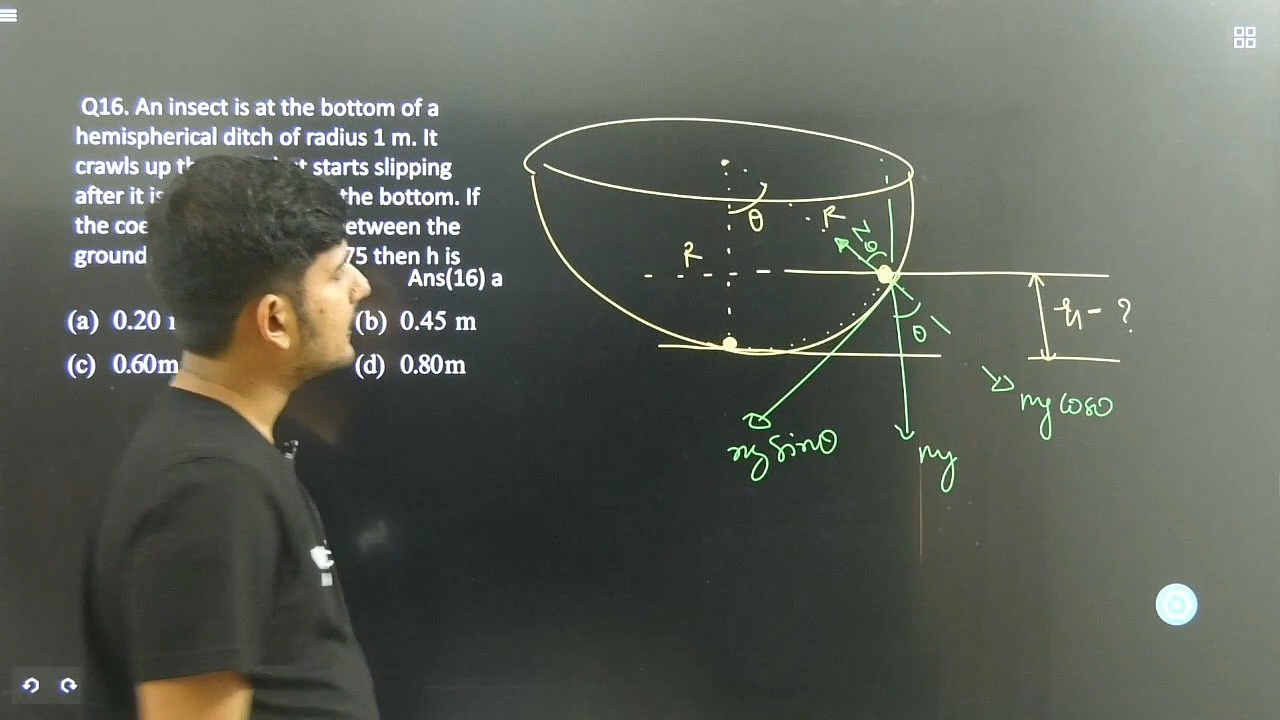 Q16. An insect is at the bottom of a
hemispherical ditch of radius 1 m. It
crawls up starts slipping
after it is the bottom. If
the etween the
ground 75 then h is
Ans(16) a
(a) 0.20
(b) 0.45 m
(c) 0.60m
(d) 0.80m
θ
R
R
N
θ
θ
h = ?
mg cosθ
mg sinθ
mg